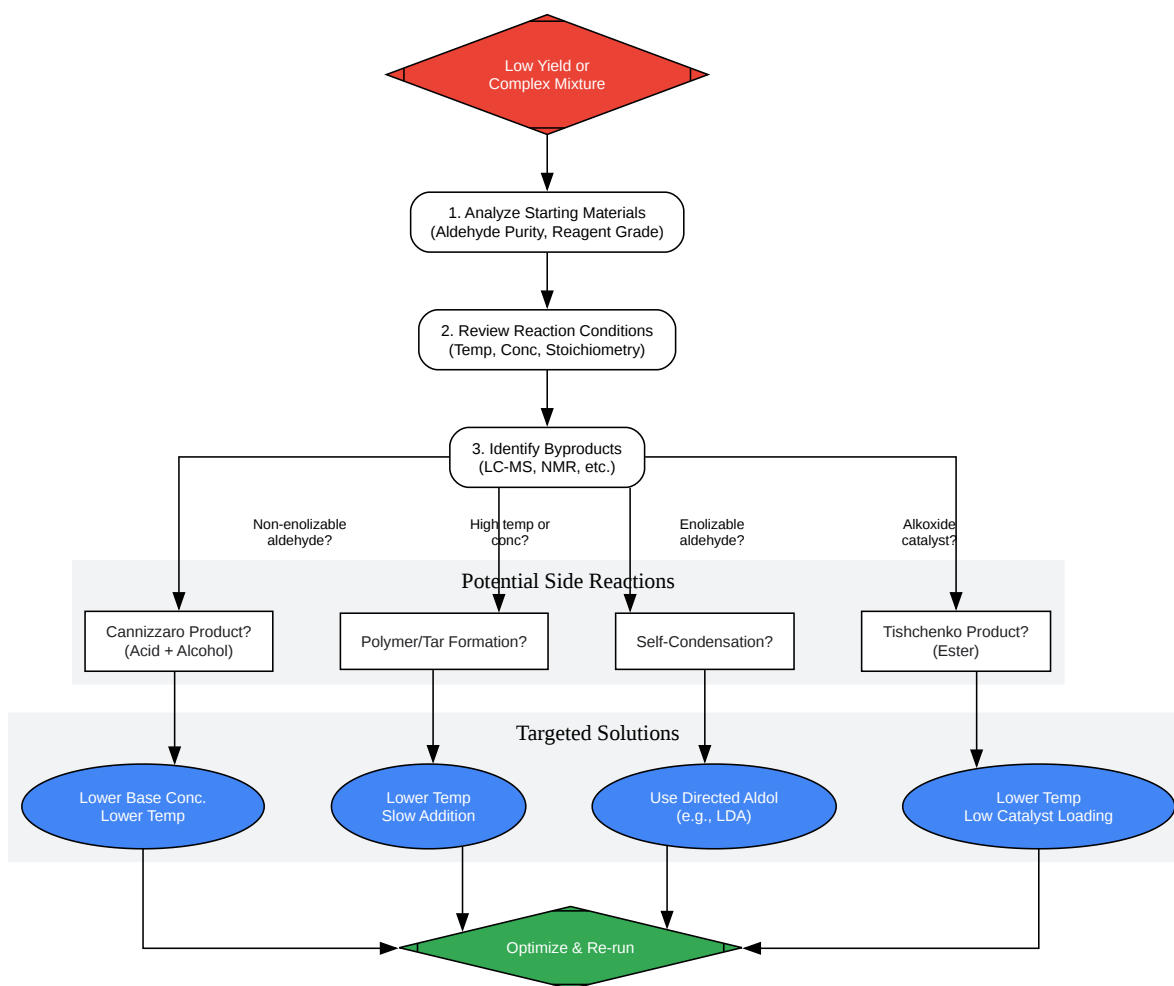 Low Yield or
Complex Mixture
1. Analyze Starting Materials
(Aldehyde Purity, Reagent Grade)
2. Review Reaction Conditions
(Temp, Conc, Stoichiometry)
3. Identify Byproducts
(LC-MS, NMR, etc.)
Non-enolizable
aldehyde?
High temp or
conc?
Enolizable
aldehyde?
Alkoxide
catalyst?
Potential Side Reactions
Cannizzaro Product?
(Acid + Alcohol)
Polymer/Tar Formation?
Self-Condensation?
Tishchenko Product?
(Ester)
Targeted Solutions
Lower Base Conc.
Lower Temp
Lower Temp
Slow Addition
Use Directed Aldol
(e.g., LDA)
Lower Temp
Low Catalyst Loading
Optimize & Re-run